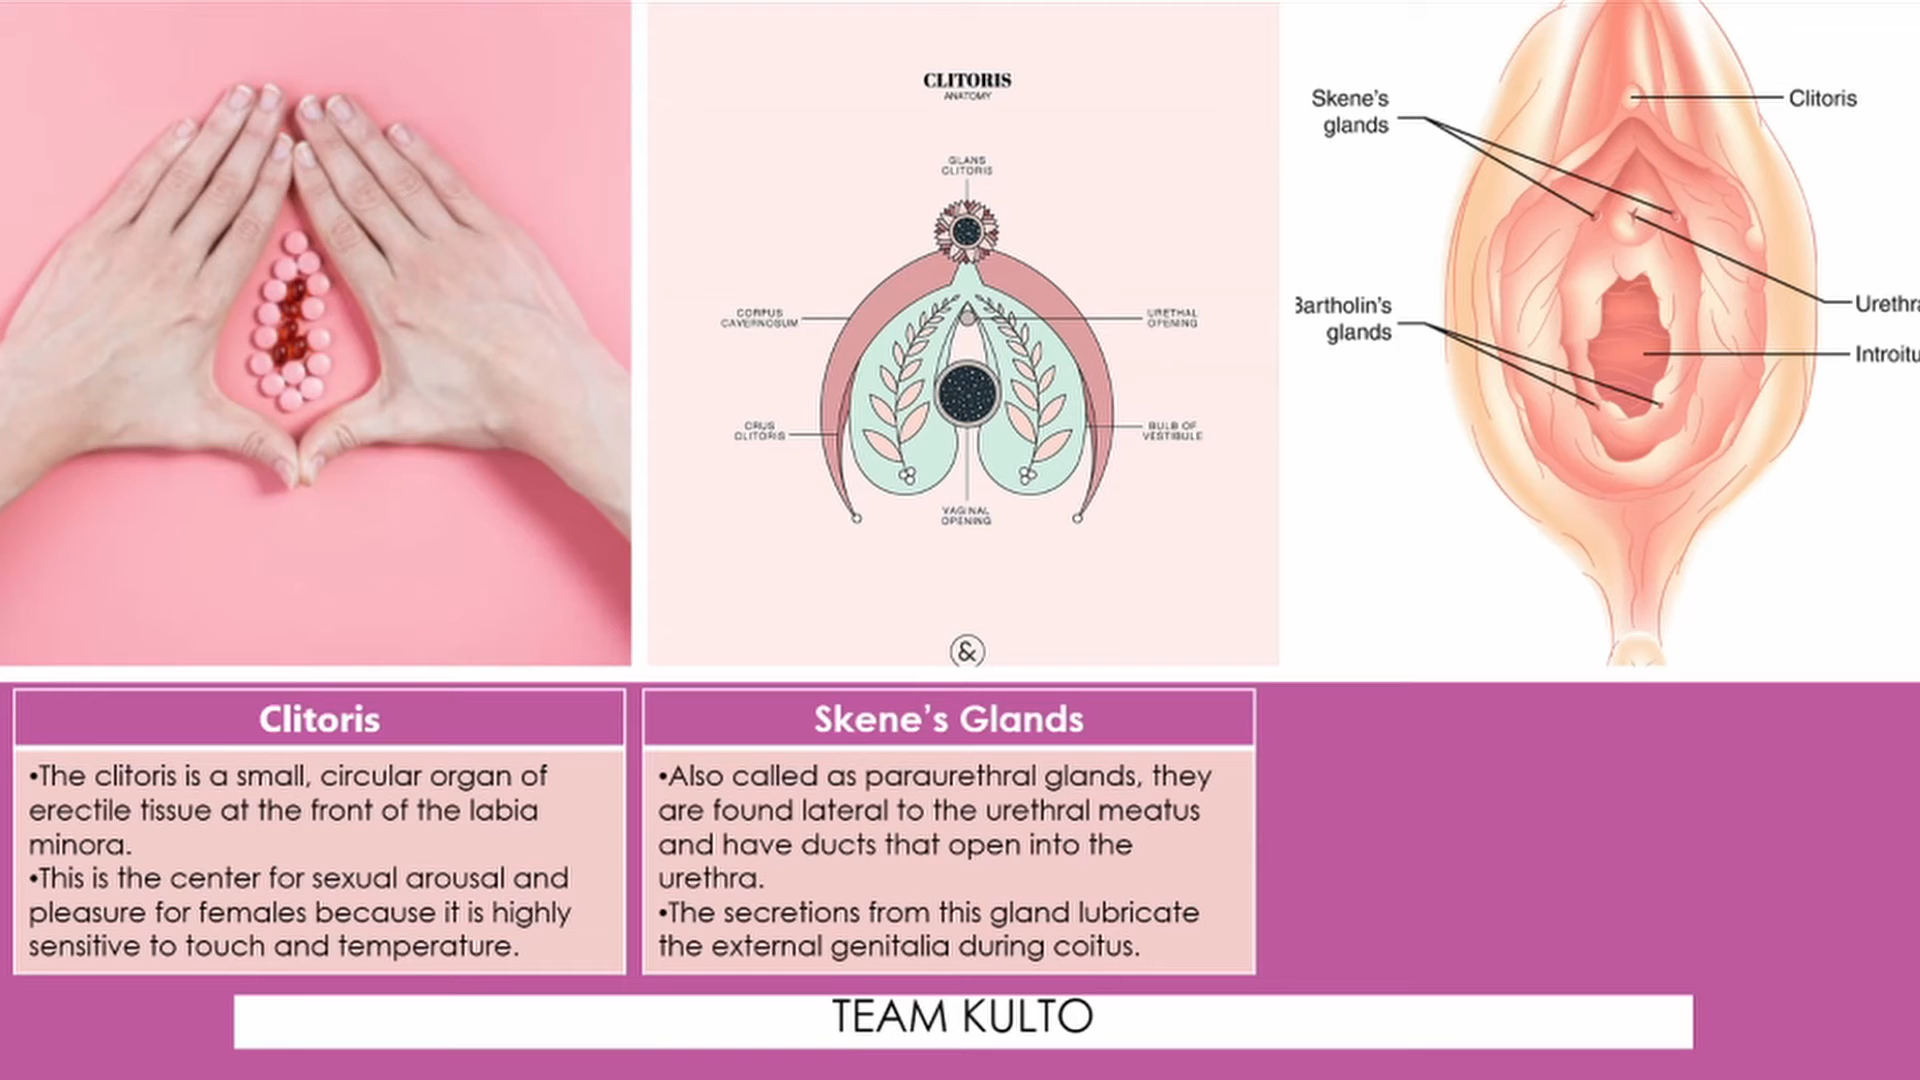 CLITORIS
ANATOMY
GLANS
CLITORIS
CORPUS
CAVERNOSUM
URETHRAL
OPENING
CRUS
CLITORIS
BULB OF
VESTIBULE
VAGINAL
OPENING
&
Skene's
glands
Clitoris
Bartholin's
glands
Urethra
Introitu
Clitoris
•The clitoris is a small, circular organ of
erectile tissue at the front of the labia
minora.
•This is the center for sexual arousal and
pleasure for females because it is highly
sensitive to touch and temperature.
Skene's Glands
•Also called as paraurethral glands, they
are found lateral to the urethral meatus
and have ducts that open into the
urethra.
•The secretions from this gland lubricate
the external genitalia during coitus.
TEAM KULTO